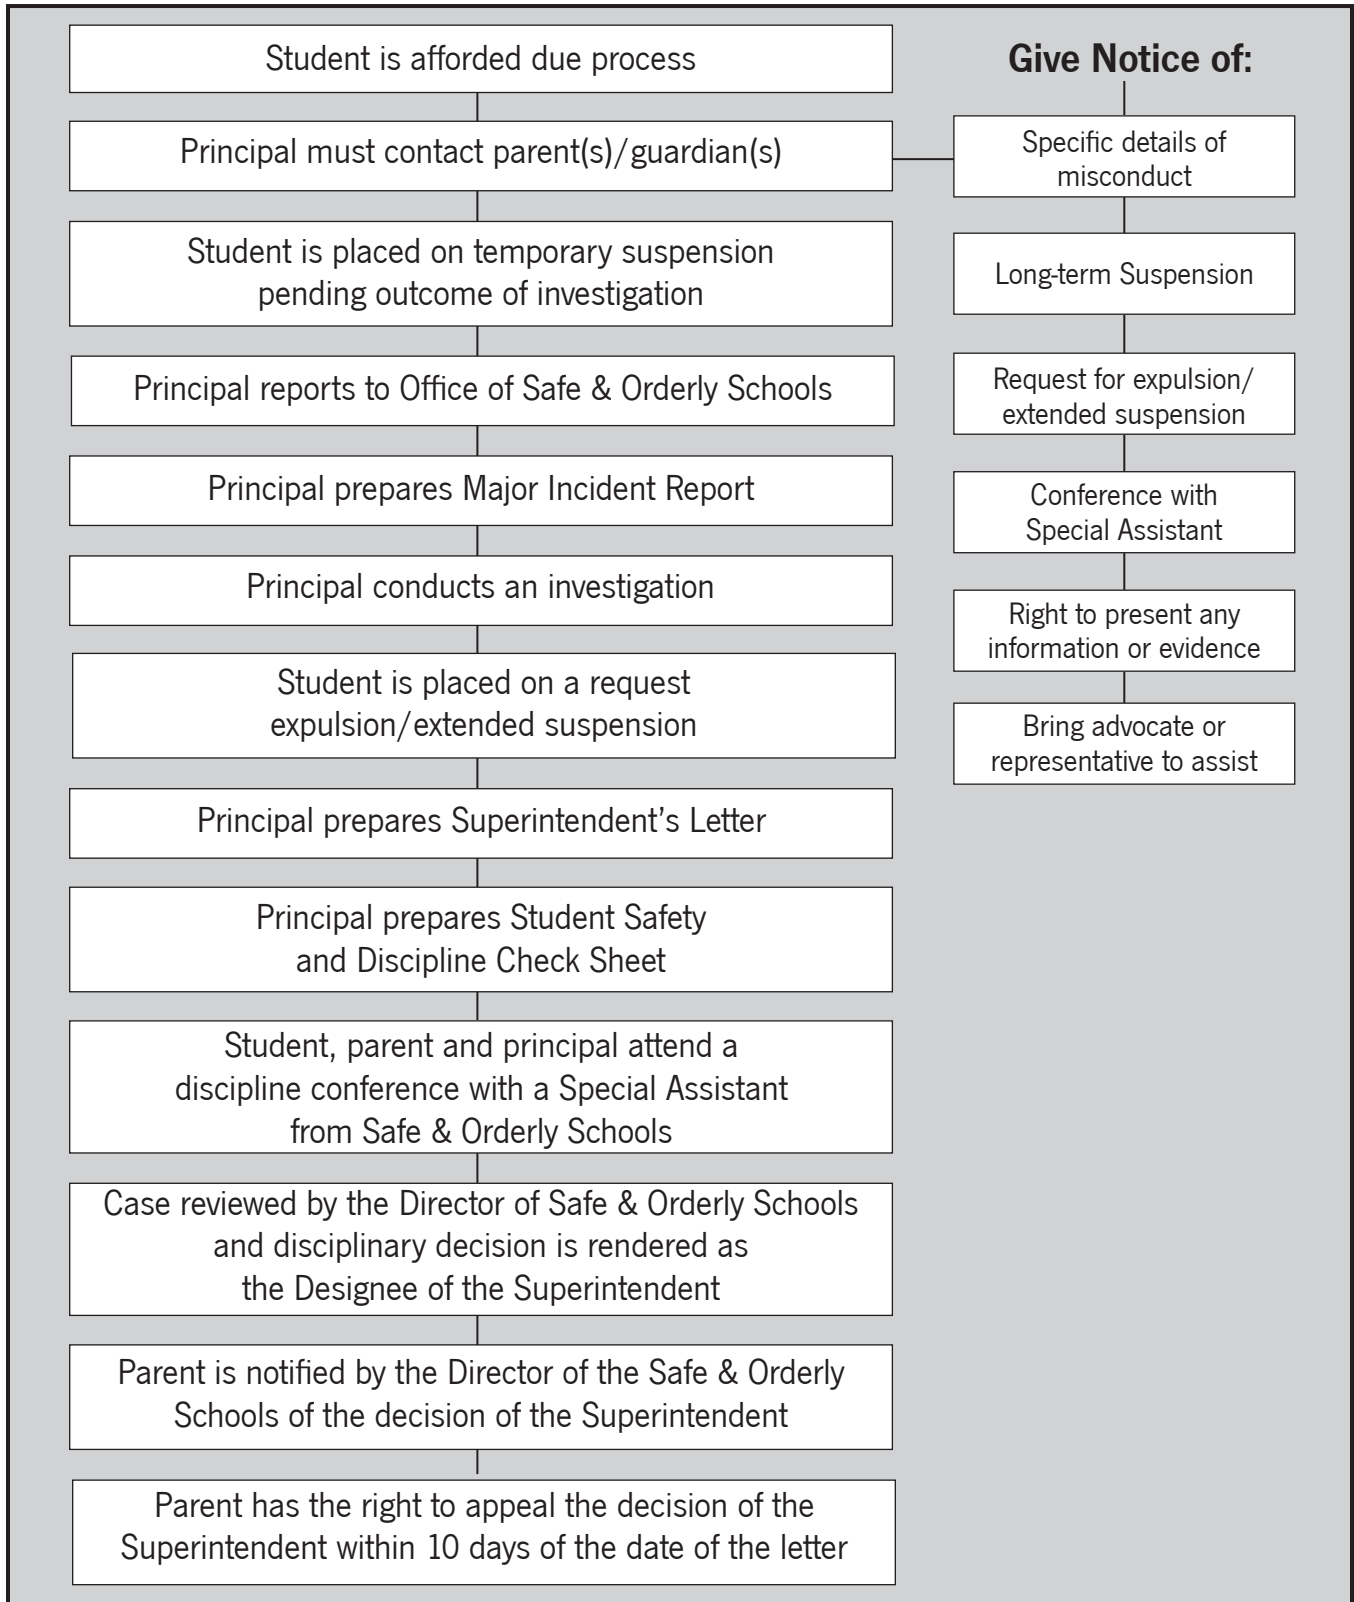 Student is afforded due process
Principal must contact parent(s)/guardian(s)
Student is placed on temporary suspension
pending outcome of investigation
Principal reports to Office of Safe & Orderly Schools
Principal prepares Major Incident Report
Principal conducts an investigation
Student is placed on a request
expulsion/extended suspension
Principal prepares Superintendent’s Letter
Principal prepares Student Safety
and Discipline Check Sheet
Student, parent and principal attend a
discipline conference with a Special Assistant
from Safe & Orderly Schools
Case reviewed by the Director of Safe & Orderly Schools
and disciplinary decision is rendered as
the Designee of the Superintendent
Parent is notified by the Director of the Safe & Orderly
Schools of the decision of the Superintendent
Parent has the right to appeal the decision of the
Superintendent within 10 days of the date of the letter
Give Notice of:
Specific details of
misconduct
Long-term Suspension
Request for expulsion/
extended suspension
Conference with
Special Assistant
Right to present any
information or evidence
Bring advocate or
representative to assist